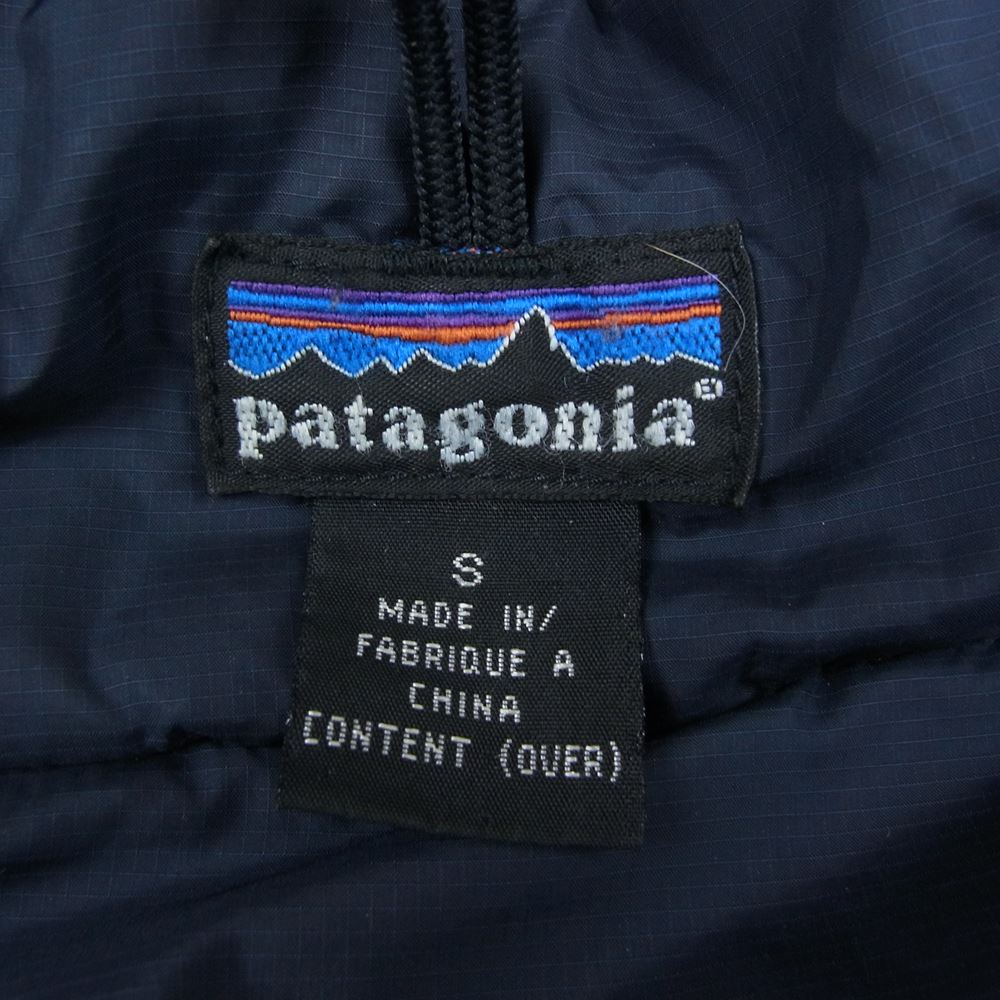 patagonia®
S
MADE IN/
FABRIQUE A
CHINA
CONTENT (OVER)